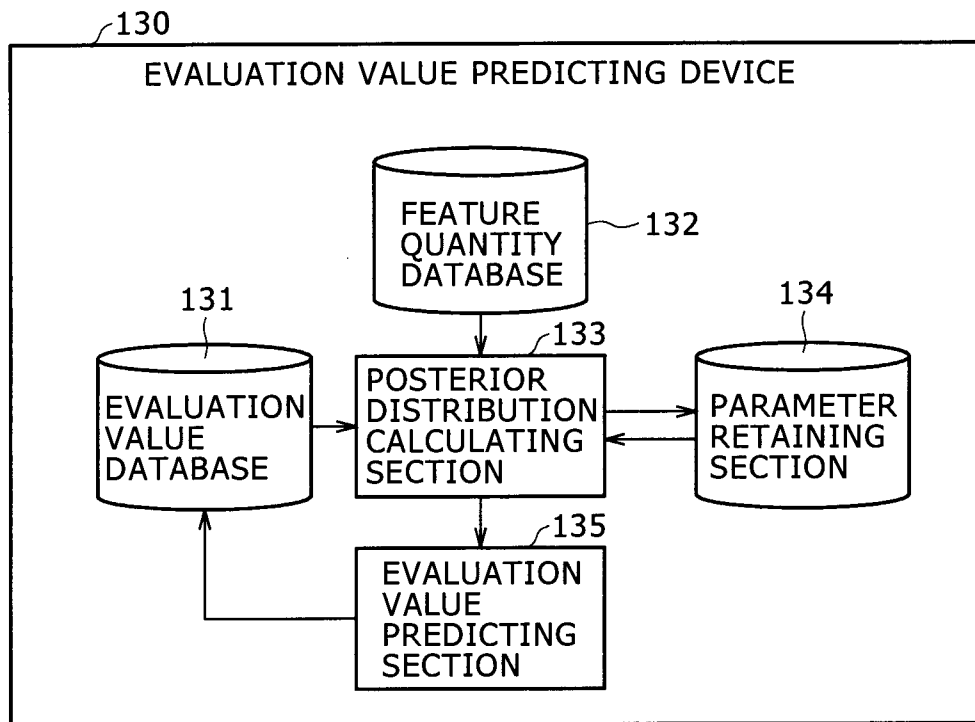 130
EVALUATION VALUE PREDICTING DEVICE
FEATURE
QUANTITY
DATABASE
132
131
EVALUATION
VALUE
DATABASE
133
POSTERIOR
DISTRIBUTION
CALCULATING
SECTION
134
PARAMETER
RETAINING
SECTION
135
EVALUATION
VALUE
PREDICTING
SECTION